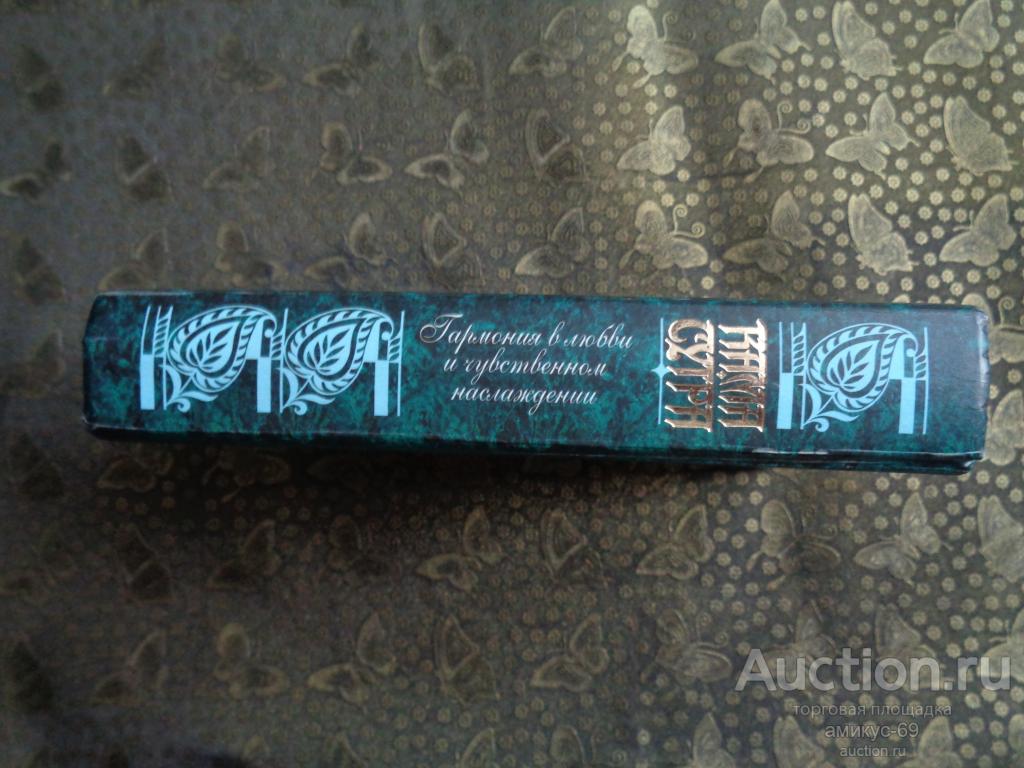 Гармония в любви
и чувственном
наслаждении
КАМА
СУТРА
Auction.ru
торговая площадка
амикус-69
auction.ru